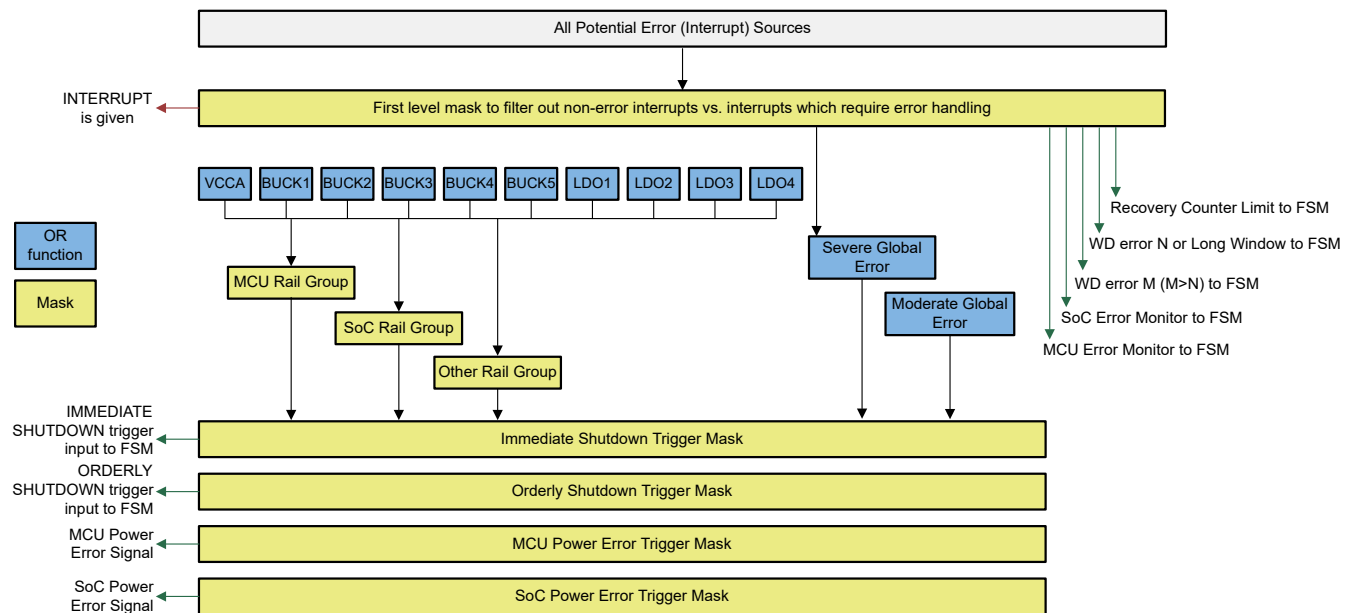 All Potential Error (Interrupt) Sources
INTERRUPT
is given
First level mask to filter out non-error interrupts vs. interrupts which require error handling
VCCA
BUCK1
BUCK2
BUCK3
BUCK4
BUCK5
LDO1
LDO2
LDO3
LDO4
OR
function
Mask
MCU Rail Group
SoC Rail Group
Other Rail Group
Severe Global
Error
Moderate Global
Error
Recovery Counter Limit to FSM
WD error N or Long Window to FSM
WD error M (M>N) to FSM
SoC Error Monitor to FSM
MCU Error Monitor to FSM
IMMEDIATE
SHUTDOWN trigger
input to FSM
Immediate Shutdown Trigger Mask
ORDERLY
SHUTDOWN trigger
input to FSM
Orderly Shutdown Trigger Mask
MCU Power
Error Signal
MCU Power Error Trigger Mask
SoC Power
Error Signal
SoC Power Error Trigger Mask